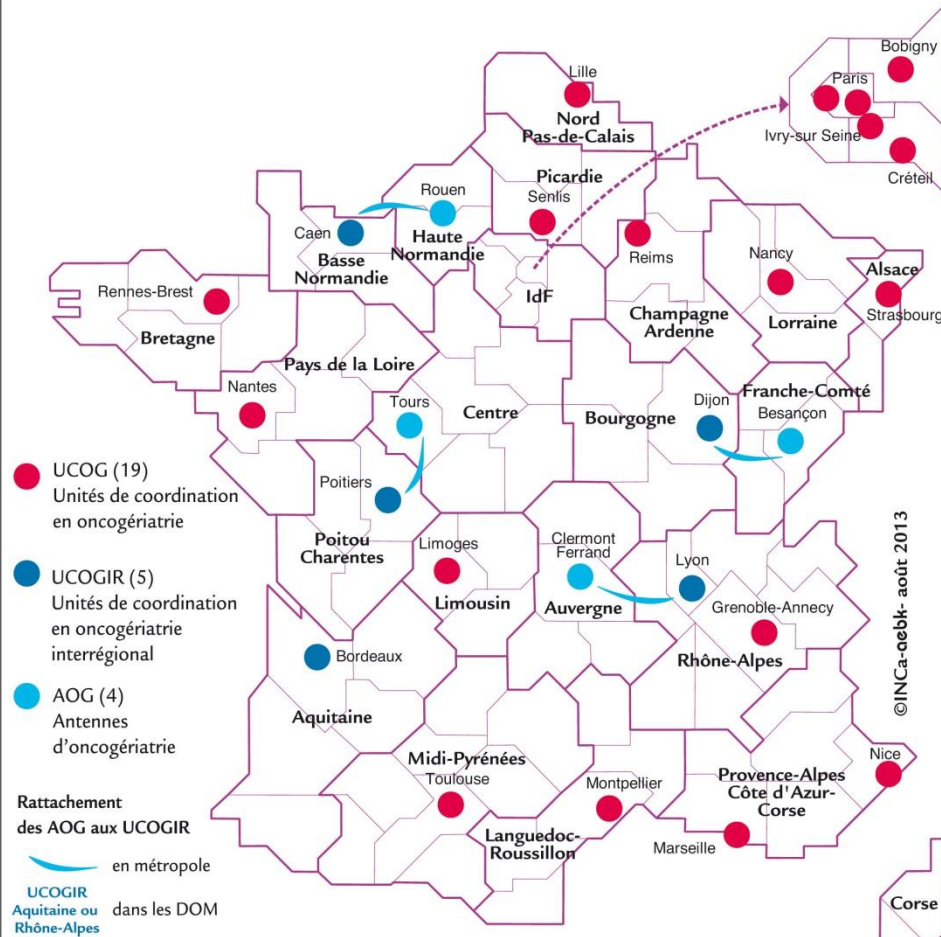 Bobigny
Paris
Ivry-sur Seine
Créteil
Lille
Nord
Pas-de-Calais
Picardie
Senlis
Rouen
Haute
Normandie
Caen
Basse
Normandie
IdF
Reims
Champagne
Ardenne
Nancy
Lorraine
Alsace
Strasbourg
Rennes-Brest
Bretagne
Pays de la Loire
Nantes
Tours
Centre
Bourgogne
Dijon
Franche-Comté
Besançon
Poitiers
Poitou
Charentes
Limoges
Limousin
Clermont
Ferrand
Auvergne
Lyon
Grenoble-Annecy
Rhône-Alpes
Bordeaux
Aquitaine
Midi-Pyrénées
Toulouse
Montpellier
Languedoc-
Roussillon
Provence-Alpes
Côte d'Azur-
Corse
Nice
Marseille
Corse
UCOG (19)
Unités de coordination
en oncogériatrie
UCOGIR (5)
Unités de coordination
en oncogériatrie
interrégional
AOG (4)
Antennes
d'oncogériatrie
Rattachement
des AOG aux UCOGIR
en métropole
UCOGIR
Aquitaine ou
Rhône-Alpes
dans les DOM
©INCa-aebk- août 2013